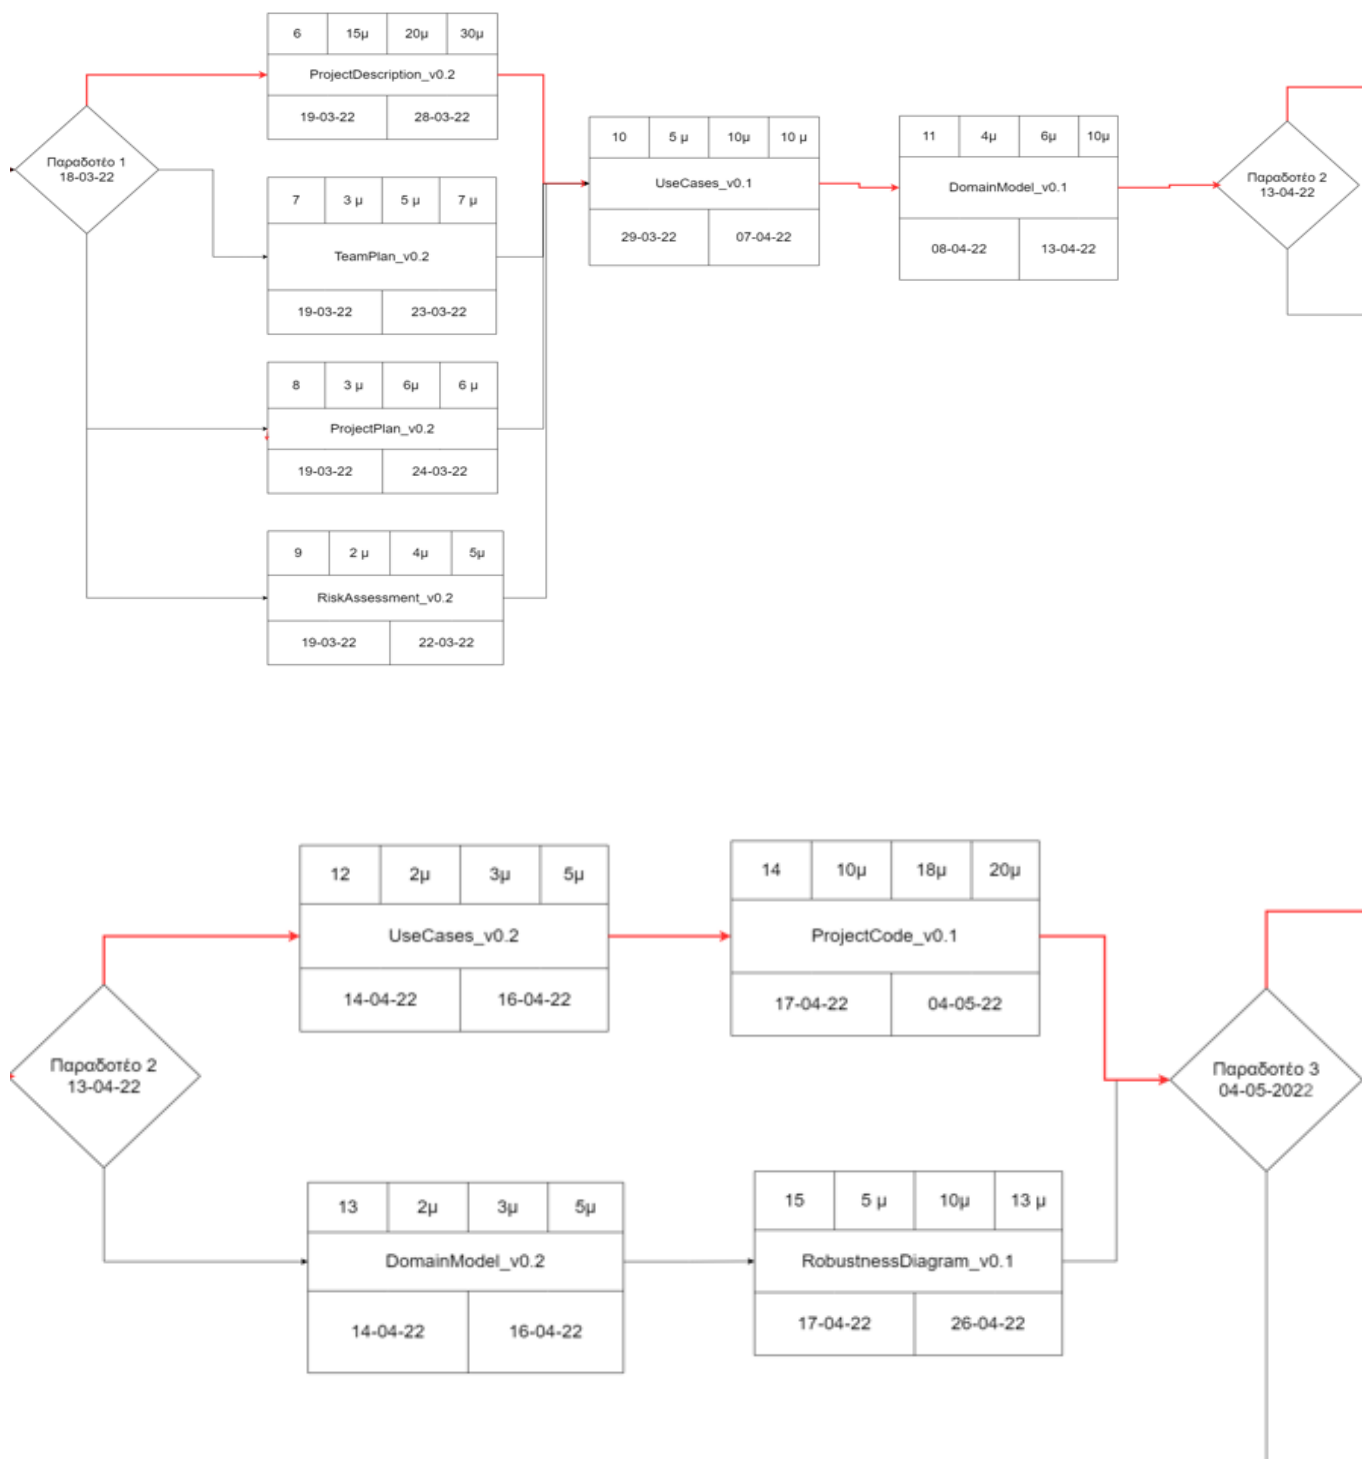 6 15μ 20μ 30μ
ProjectDescription_v0.2
19-03-22 28-03-22
Παραδοτέο 1
18-03-22
7 3 μ 5 μ 7 μ
TeamPlan_v0.2
19-03-22 23-03-22
8 3 μ 6μ 6 μ
ProjectPlan_v0.2
19-03-22 24-03-22
9 2 μ 4μ 5μ
RiskAssessment_v0.2
19-03-22 22-03-22
10 5 μ 10μ 10 μ
UseCases_v0.1
29-03-22 07-04-22
11 4μ 6μ 10μ
DomainModel_v0.1
08-04-22 13-04-22
Παραδοτέο 2
13-04-22
Παραδοτέο 2
13-04-22
12 2μ 3μ 5μ
UseCases_v0.2
14-04-22 16-04-22
14 10μ 18μ 20μ
ProjectCode_v0.1
17-04-22 04-05-22
13 2μ 3μ 5μ
DomainModel_v0.2
14-04-22 16-04-22
15 5 μ 10μ 13 μ
RobustnessDiagram_v0.1
17-04-22 26-04-22
Παραδοτέο 3
04-05-2022